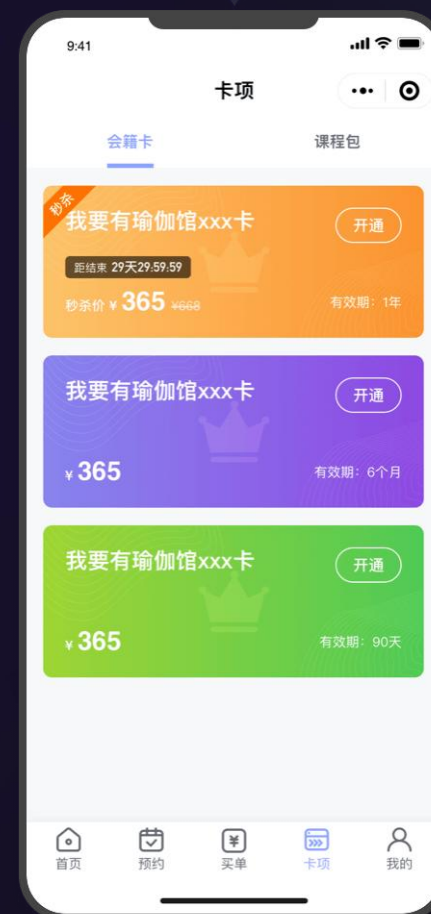 9:41
卡项
会籍卡 课程包
秒杀
我要有瑜伽馆xxx卡 开通
距结束 29天29:59:59
秒杀价 ¥ 365 ¥668 有效期：1年
我要有瑜伽馆xxx卡 开通
¥ 365 有效期：6个月
我要有瑜伽馆xxx卡 开通
¥ 365 有效期：90天
首页 预约 买单 卡项 我的